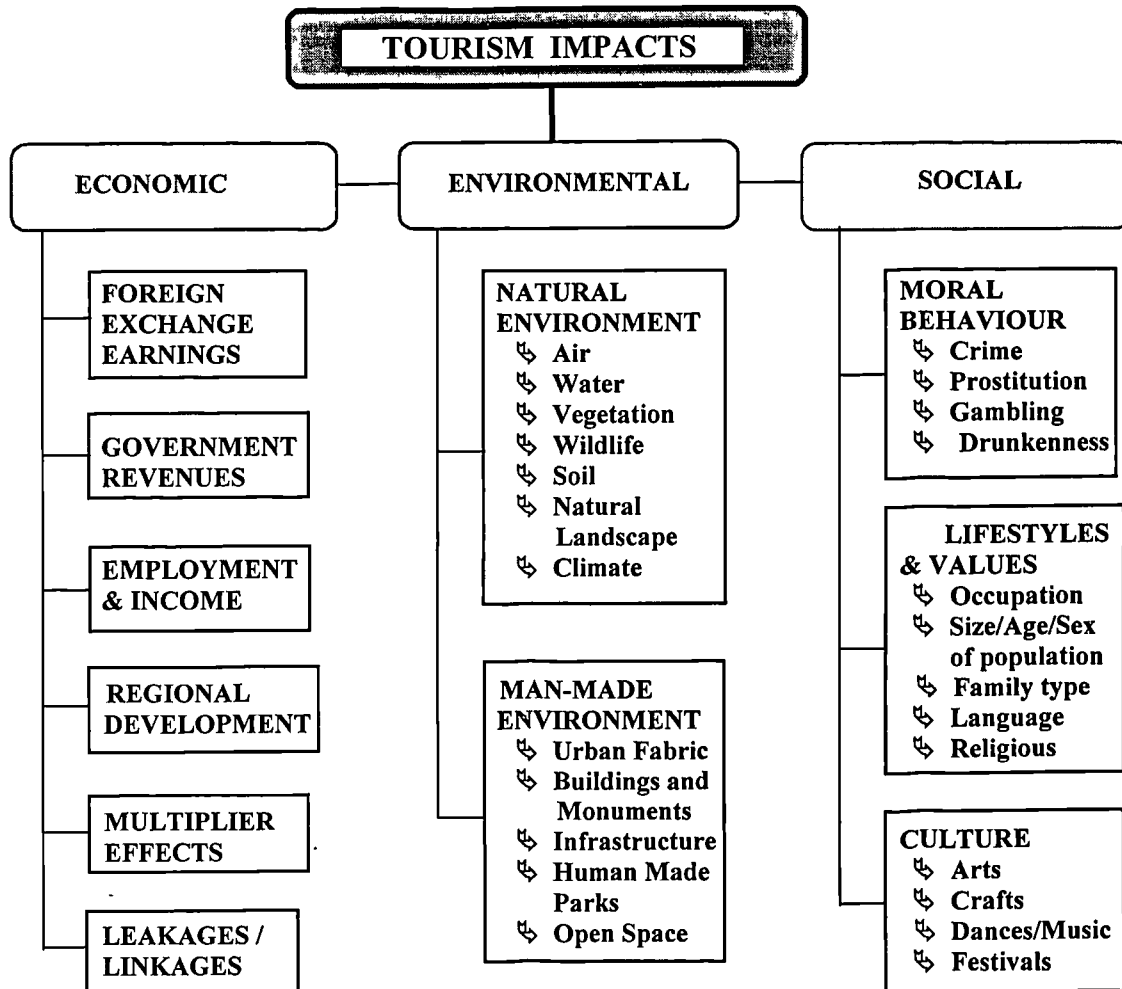 TOURISM IMPACTS
ECONOMIC
FOREIGN
EXCHANGE
EARNINGS
GOVERNMENT
REVENUES
EMPLOYMENT
& INCOME
REGIONAL
DEVELOPMENT
MULTIPLIER
EFFECTS
LEAKAGES /
LINKAGES
ENVIRONMENTAL
NATURAL
ENVIRONMENT
Air
Water
Vegetation
Wildlife
Soil
Natural
Landscape
Climate
MAN-MADE
ENVIRONMENT
Urban Fabric
Buildings and
Monuments
Infrastructure
Human Made
Parks
Open Space
SOCIAL
MORAL
BEHAVIOUR
Crime
Prostitution
Gambling
Drunkenness
LIFESTYLES
& VALUES
Occupation
Size/Age/Sex
of population
Family type
Language
Religious
CULTURE
Arts
Crafts
Dances/Music
Festivals